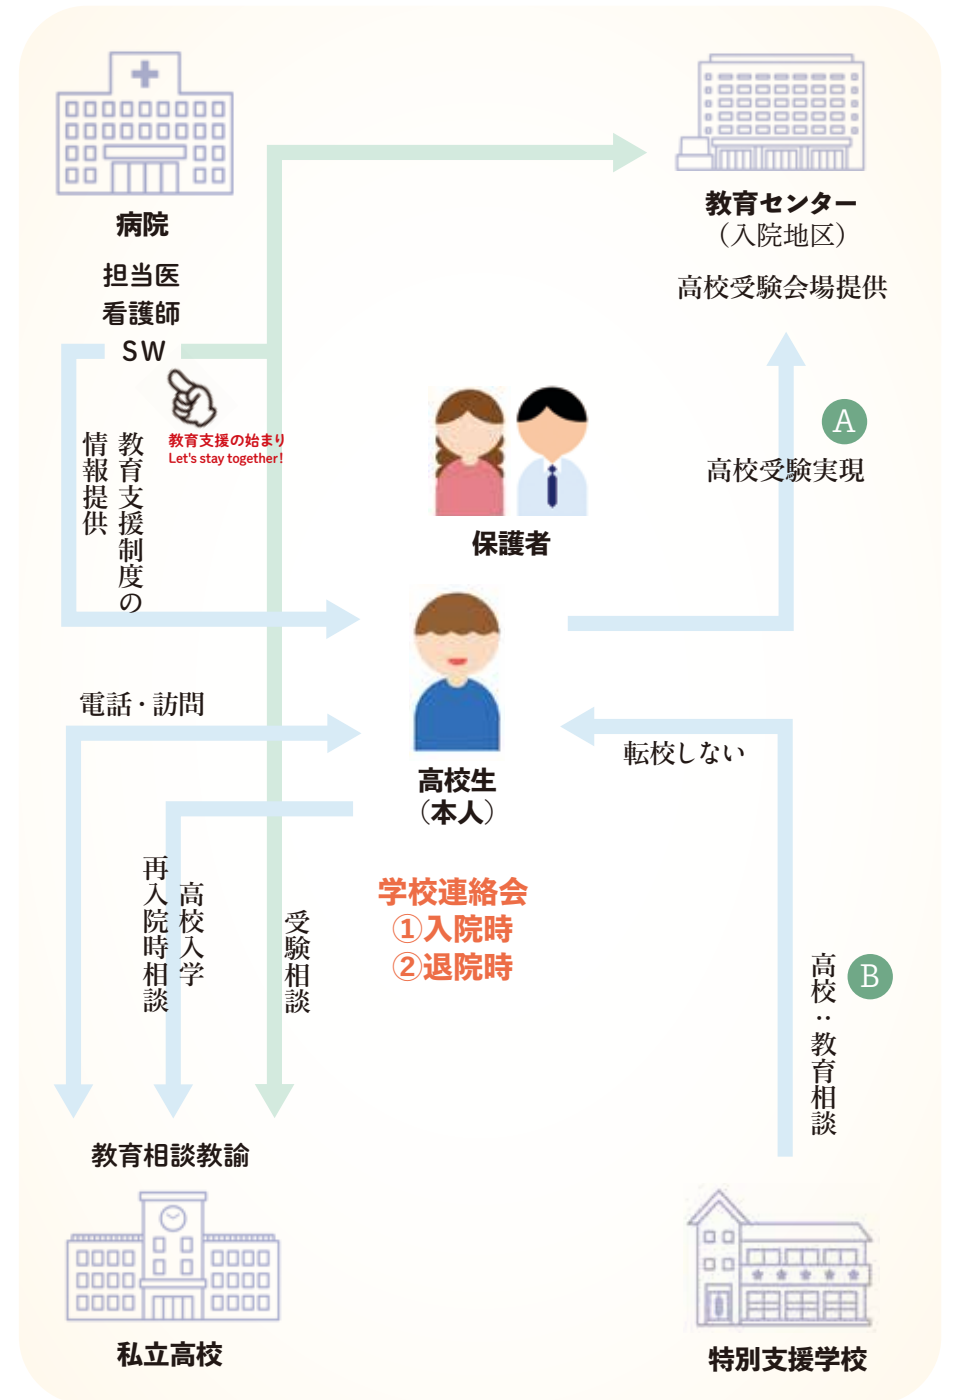 病院
担当医
看護師
SW
教育支援の始まり
Let's stay together!
教育支援制度の
情報提供
教育センター
（入院地区）
高校受験会場提供
A
高校受験実現
保護者
高校生
（本人）
電話・訪問
転校しない
高校入学
再入院時相談
受験相談
学校連絡会
①入院時
②退院時
B
高校：教育相談
教育相談教諭
私立高校
特別支援学校